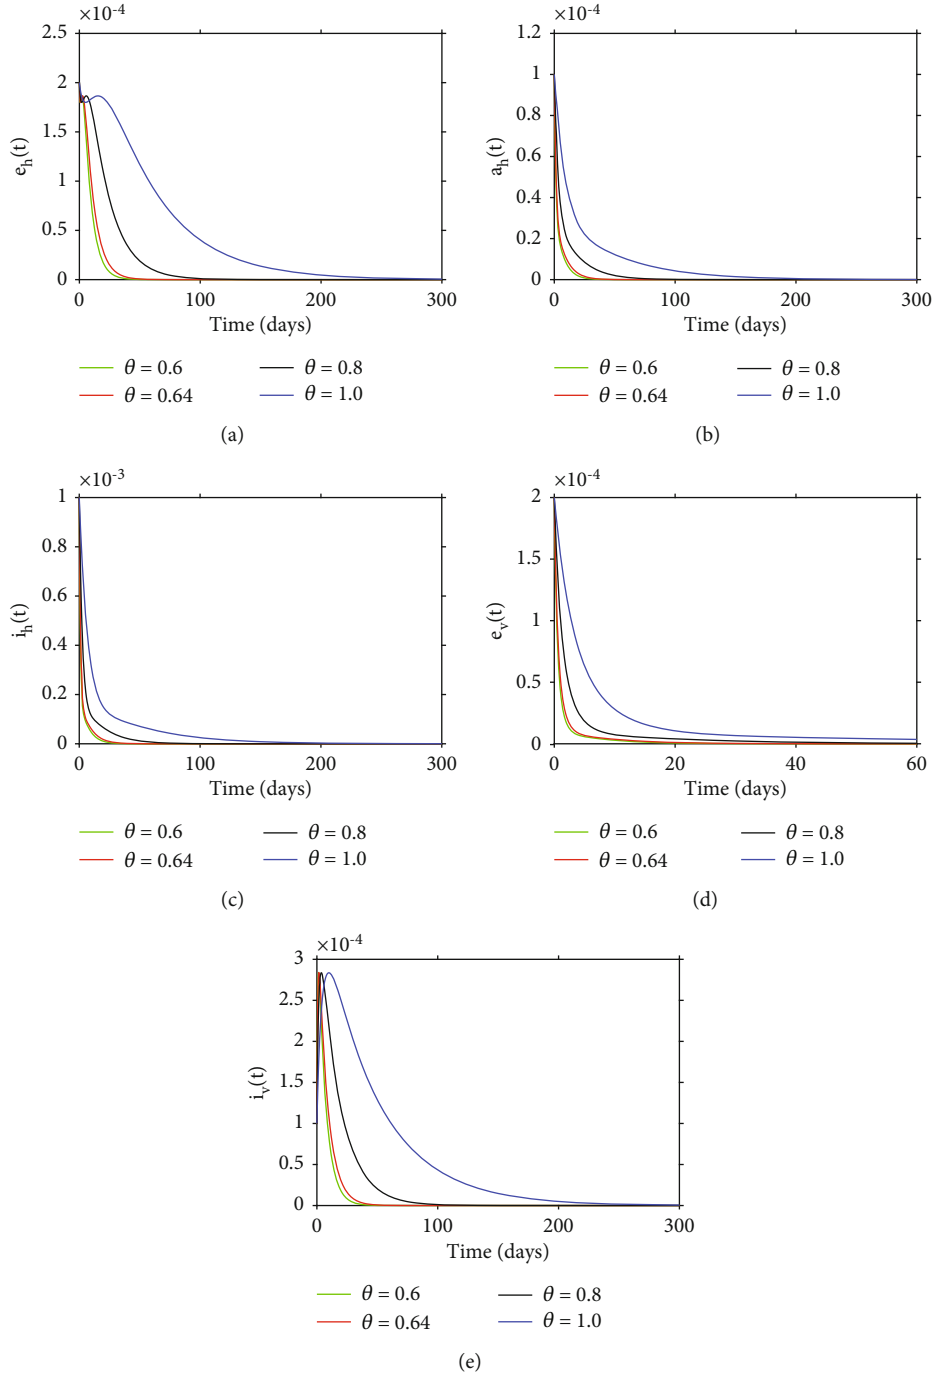 ×10-4
2.5
2
1.5
1
0.5
0
e_h(t)
0 100 200 300
Time (days)
θ = 0.6 θ = 0.8
θ = 0.64 θ = 1.0
(a)
×10-4
1.2
1
0.8
0.6
0.4
0.2
0
a_h(t)
0 100 200 300
Time (days)
θ = 0.6 θ = 0.8
θ = 0.64 θ = 1.0
(b)
×10-3
1
0.8
0.6
0.4
0.2
0
i_h(t)
0 100 200 300
Time (days)
θ = 0.6 θ = 0.8
θ = 0.64 θ = 1.0
(c)
×10-4
2
1.5
1
0.5
0
e_v(t)
0 20 40 60
Time (days)
θ = 0.6 θ = 0.8
θ = 0.64 θ = 1.0
(d)
×10-4
3
2.5
2
1.5
1
0.5
0
i_v(t)
0 100 200 300
Time (days)
θ = 0.6 θ = 0.8
θ = 0.64 θ = 1.0
(e)